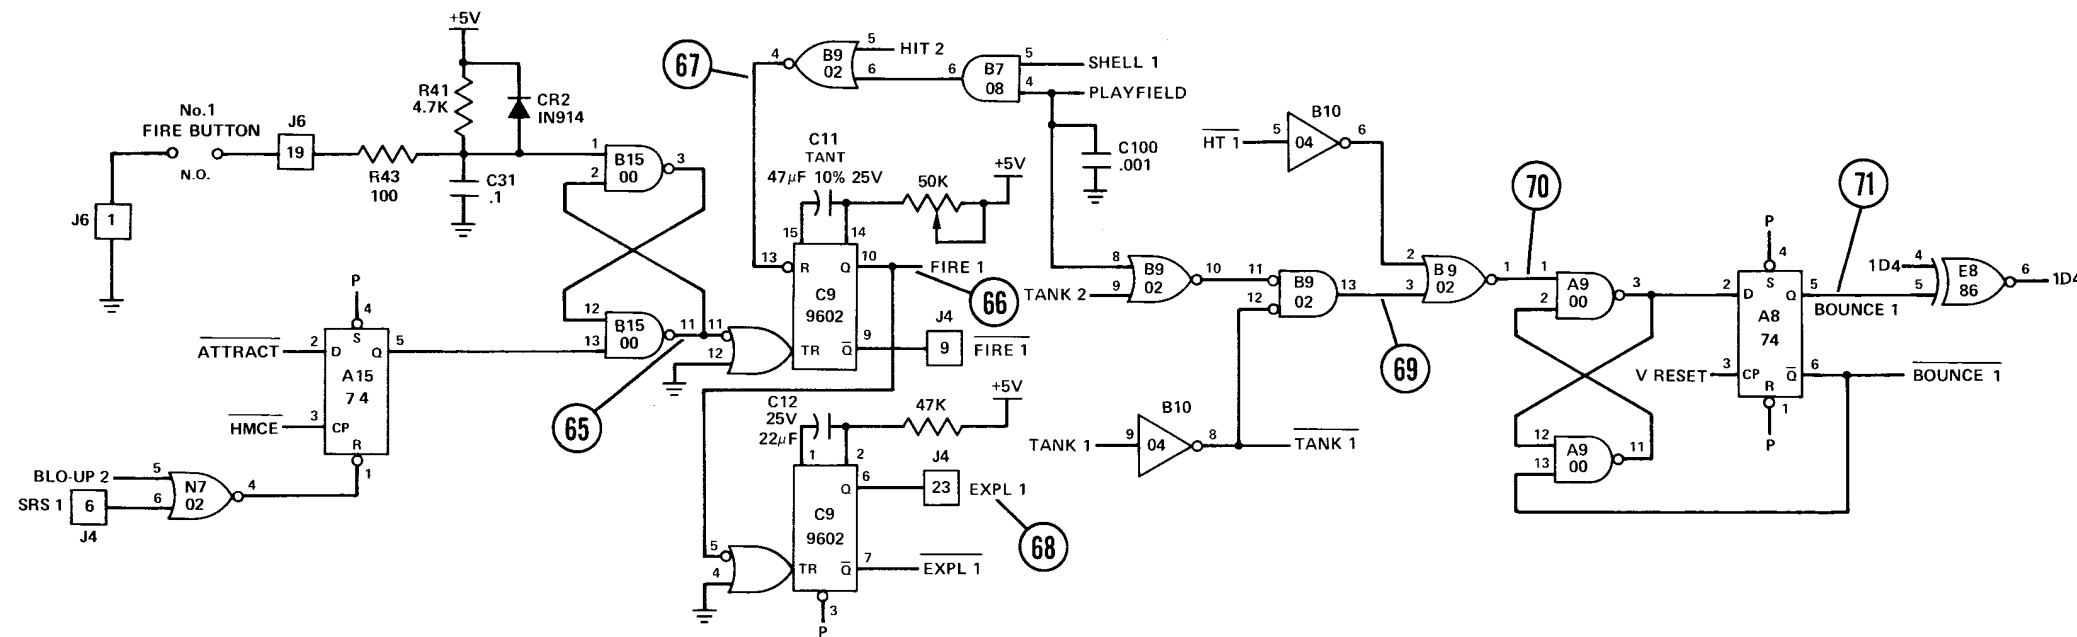 +5V
R41
4.7K
CR2
IN914
No.1
FIRE BUTTON
N.O.
J6
19
R43
100
C31
.1
J6
1
1
2
B15
00
3
12
13
B15
00
11
P
4
S
ATTRACT
2
D
Q
5
A15
74
HMCE
3
CP
R
1
BLO-UP 2
5
SRS 1
6
6
J4
N7
02
4
65
67
4
B9
02
5
HIT 2
6
6
B7
08
5
SHELL 1
4
PLAYFIELD
C100
.001
C11
TANT
47µF 10% 25V
50K
+5V
15
14
13
R
Q
10
FIRE 1
66
C9
9602
11
12
TR
Q
9
J4
9
FIRE 1
C12
25V
22µF
47K
+5V
1
2
6
Q
J4
23
EXPL 1
68
C9
9602
5
4
TR
Q
7
EXPL 1
3
P
HT 1
5
B10
04
6
8
TANK 2
9
B9
02
10
11
12
B9
02
13
69
TANK 1
9
B10
04
8
TANK 1
2
3
B9
02
1
70
1
2
A9
00
3
12
13
A9
00
11
P
4
S
2
D
Q
5
BOUNCE 1
71
A8
74
V RESET
3
CP
Q
6
BOUNCE 1
R
1
P
1D4
4
5
E8
86
6
1D4